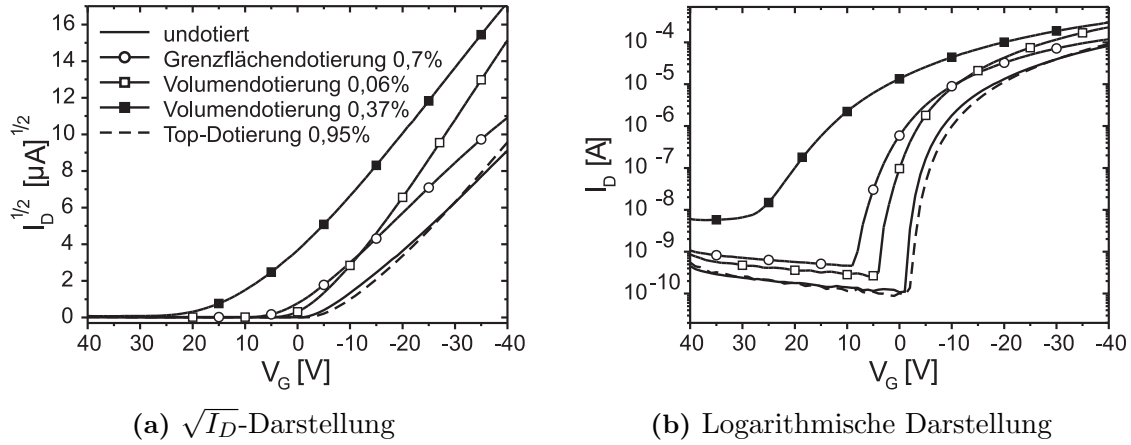 16
14
12
10
8
6
4
2
0
I_D^{1/2} [µA]^{1/2}
undotiert
Grenzflächendotierung 0,7%
Volumendotierung 0,06%
Volumendotierung 0,37%
Top-Dotierung 0,95%
40 30 20 10 0 -10 -20 -30 -40
V_G [V]
(a) √I_D-Darstellung
10^-4
10^-5
10^-6
10^-7
10^-8
10^-9
10^-10
I_D [A]
40 30 20 10 0 -10 -20 -30 -40
V_G [V]
(b) Logarithmische Darstellung